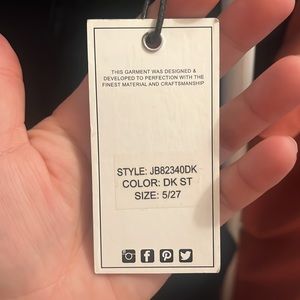 THIS GARMENT WAS DESIGNED &
DEVELOPED TO PERFECTION WITH THE
FINEST MATERIAL AND CRAFTSMANSHIP
STYLE: JB82340DK
COLOR: DK ST
SIZE: 5/27